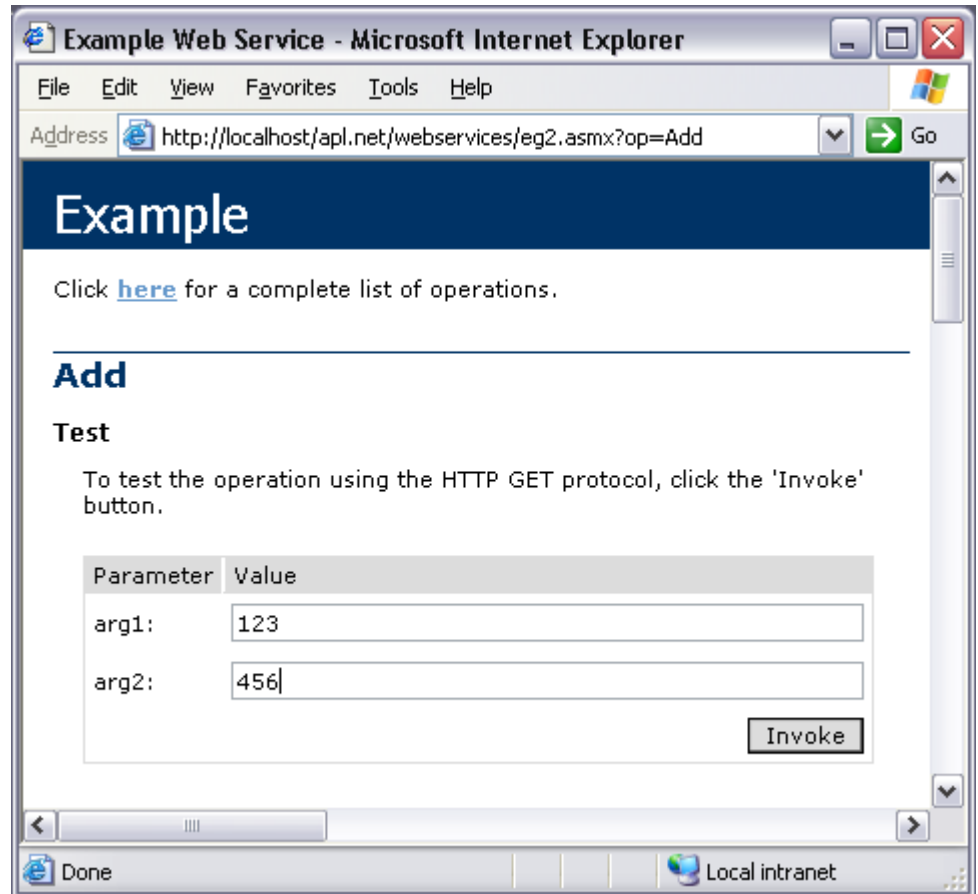 Example Web Service - Microsoft Internet Explorer
File Edit View Favorites Tools Help
Address http://localhost/apl.net/webservices/eg2.asmx?op=Add Go
Example
Click here for a complete list of operations.
Add
Test
To test the operation using the HTTP GET protocol, click the 'Invoke'
button.
Parameter Value
arg1: 123
arg2: 456
Invoke
Done Local intranet